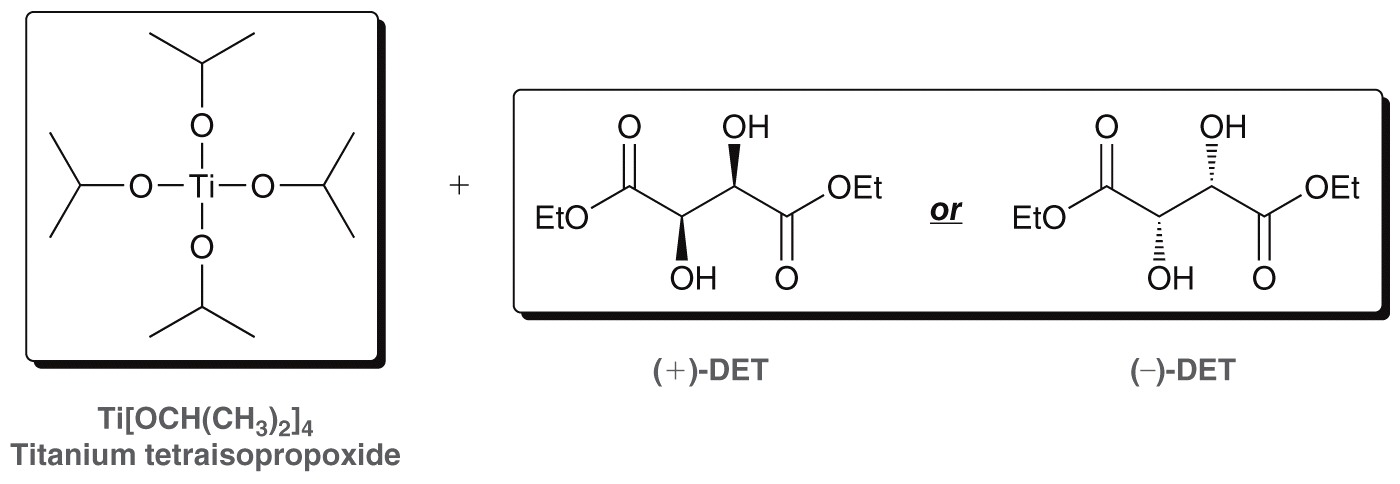 O
O Ti O
O
+
O OH
EtO OEt
OH O
or
O OH
EtO OEt
OH O
(+)-DET
(−)-DET
Ti[OCH(CH₃)₂]₄
Titanium tetraisopropoxide